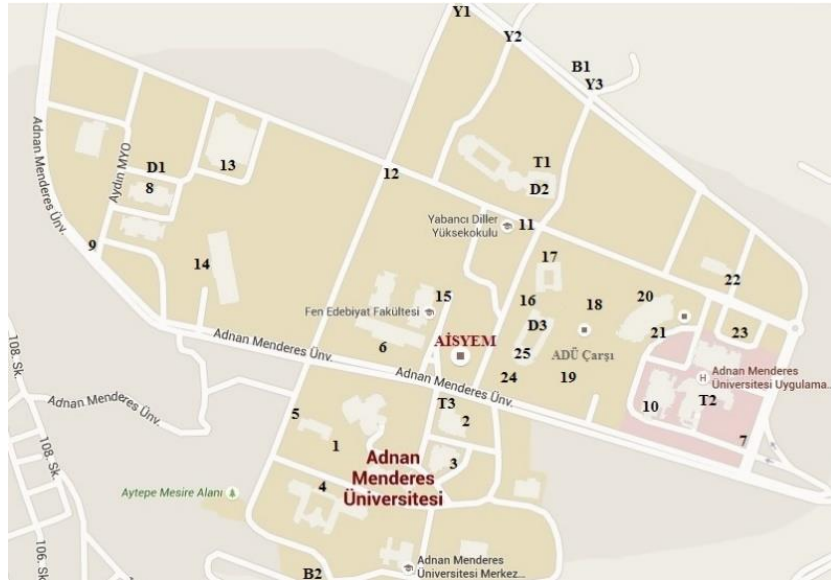 Y1
Y2
B1
Y3
Adnan Menderes Ünv.
Aydın MYO
D1
8
13
12
T1
D2
Yabancı Diller
Yüksekokulu
11
9
14
17
15
16
18
20
22
Fen Edebiyat Fakültesi
6
AİSYEM
D3
25
ADÜ Çarşı
21
23
Adnan Menderes Ünv.
Adnan Menderes Ünv.
24
19
Adnan Menderes
Üniversitesi Uygulama...
10
T2
7
108. Sk.
Adnan Menderes Ünv.
5
1
T3
2
3
Adnan
Menderes
Üniversitesi
4
Aytepe Mesire Alanı
108. Sk.
106. Sk.
B2
Adnan Menderes
Üniversitesi Merkez...
H